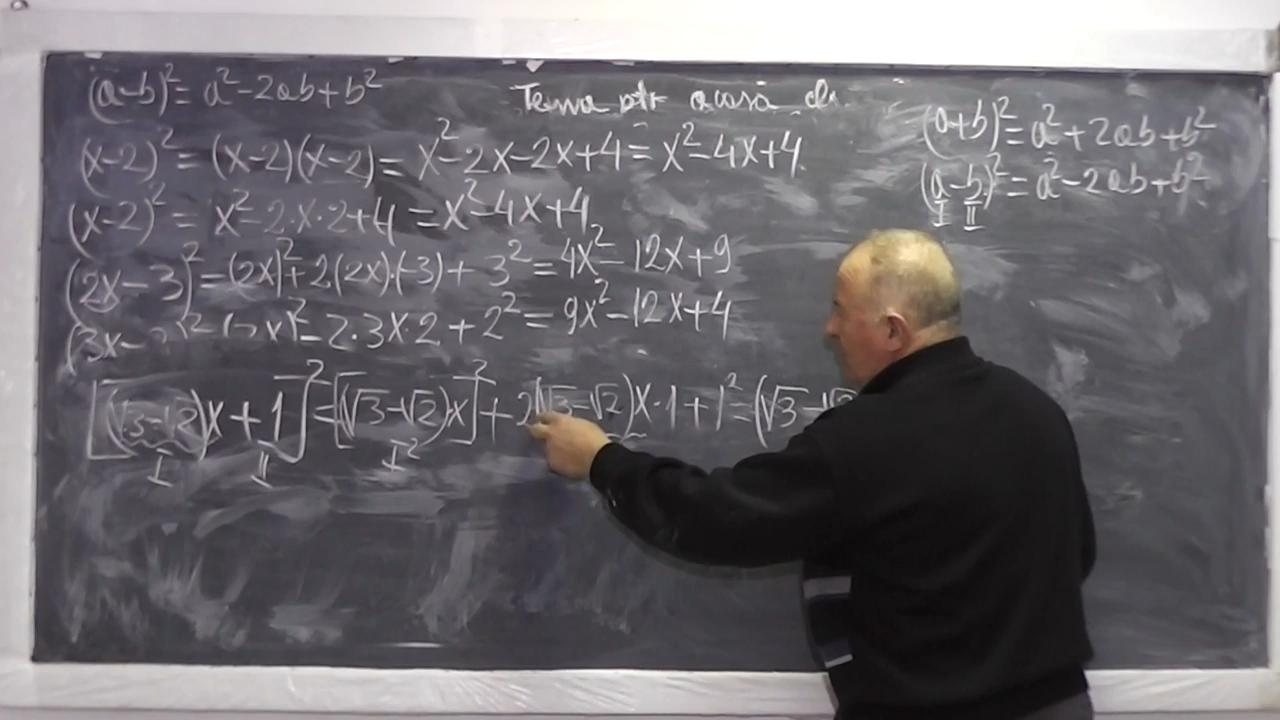 (a-b)² = a²-2ab+b²
Tema ptr acasă
(a+b)² = a²+2ab+b²
(x-2)² = (x-2)(x-2) = x²-2x-2x+4 = x²-4x+4
(a-b)² = a²-2ab+b²
I II
(x-2)² = x²-2·x·2+4 = x²-4x+4
(2x-3)² = (2x)²+2(2x)·(-3)+3² = 4x²-12x+9
(3x- )² x)²-2·3x·2+2² = 9x²-12x+4
[(√3-√2)x+1]² = [(√3-√2)·x]²+2(√3-√2)x·1+1² = (√3-√2
I II I²